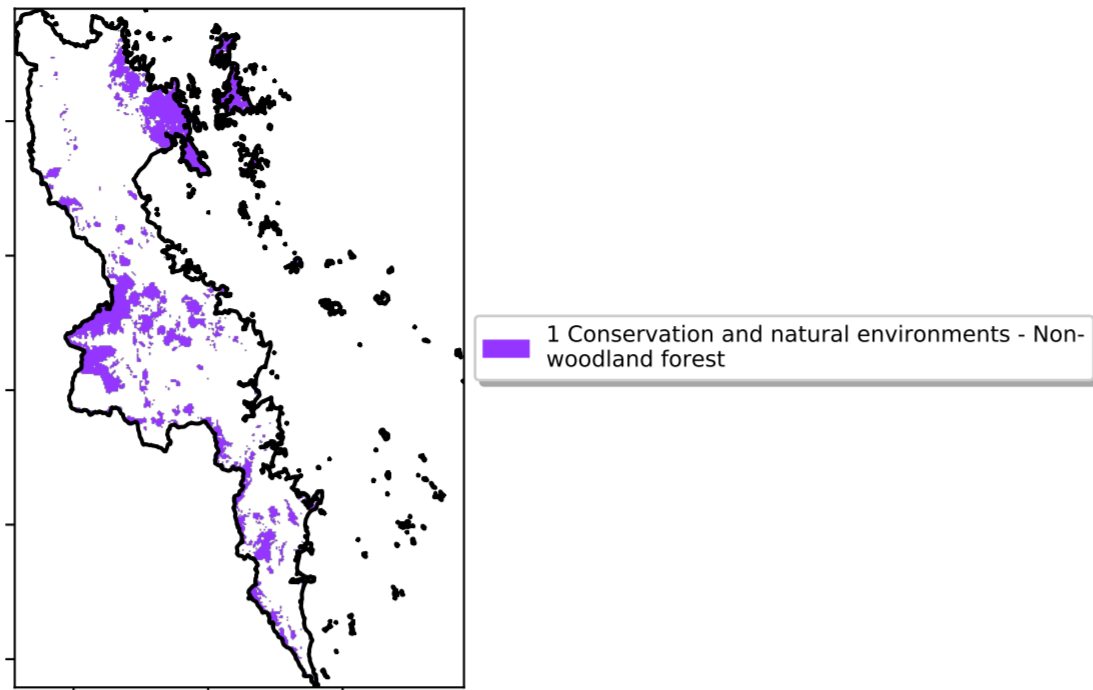 1 Conservation and natural environments - Non-
woodland forest